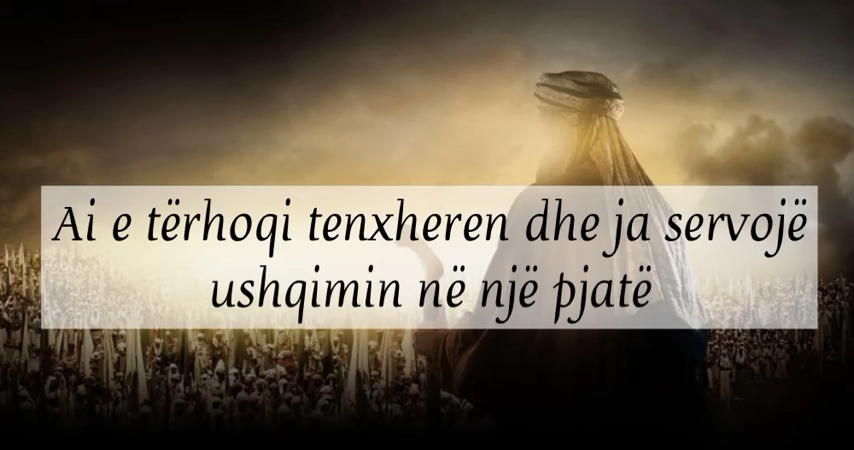 Ai e tërhoqi tenxheren dhe ja servojë
ushqimin në një pjatë